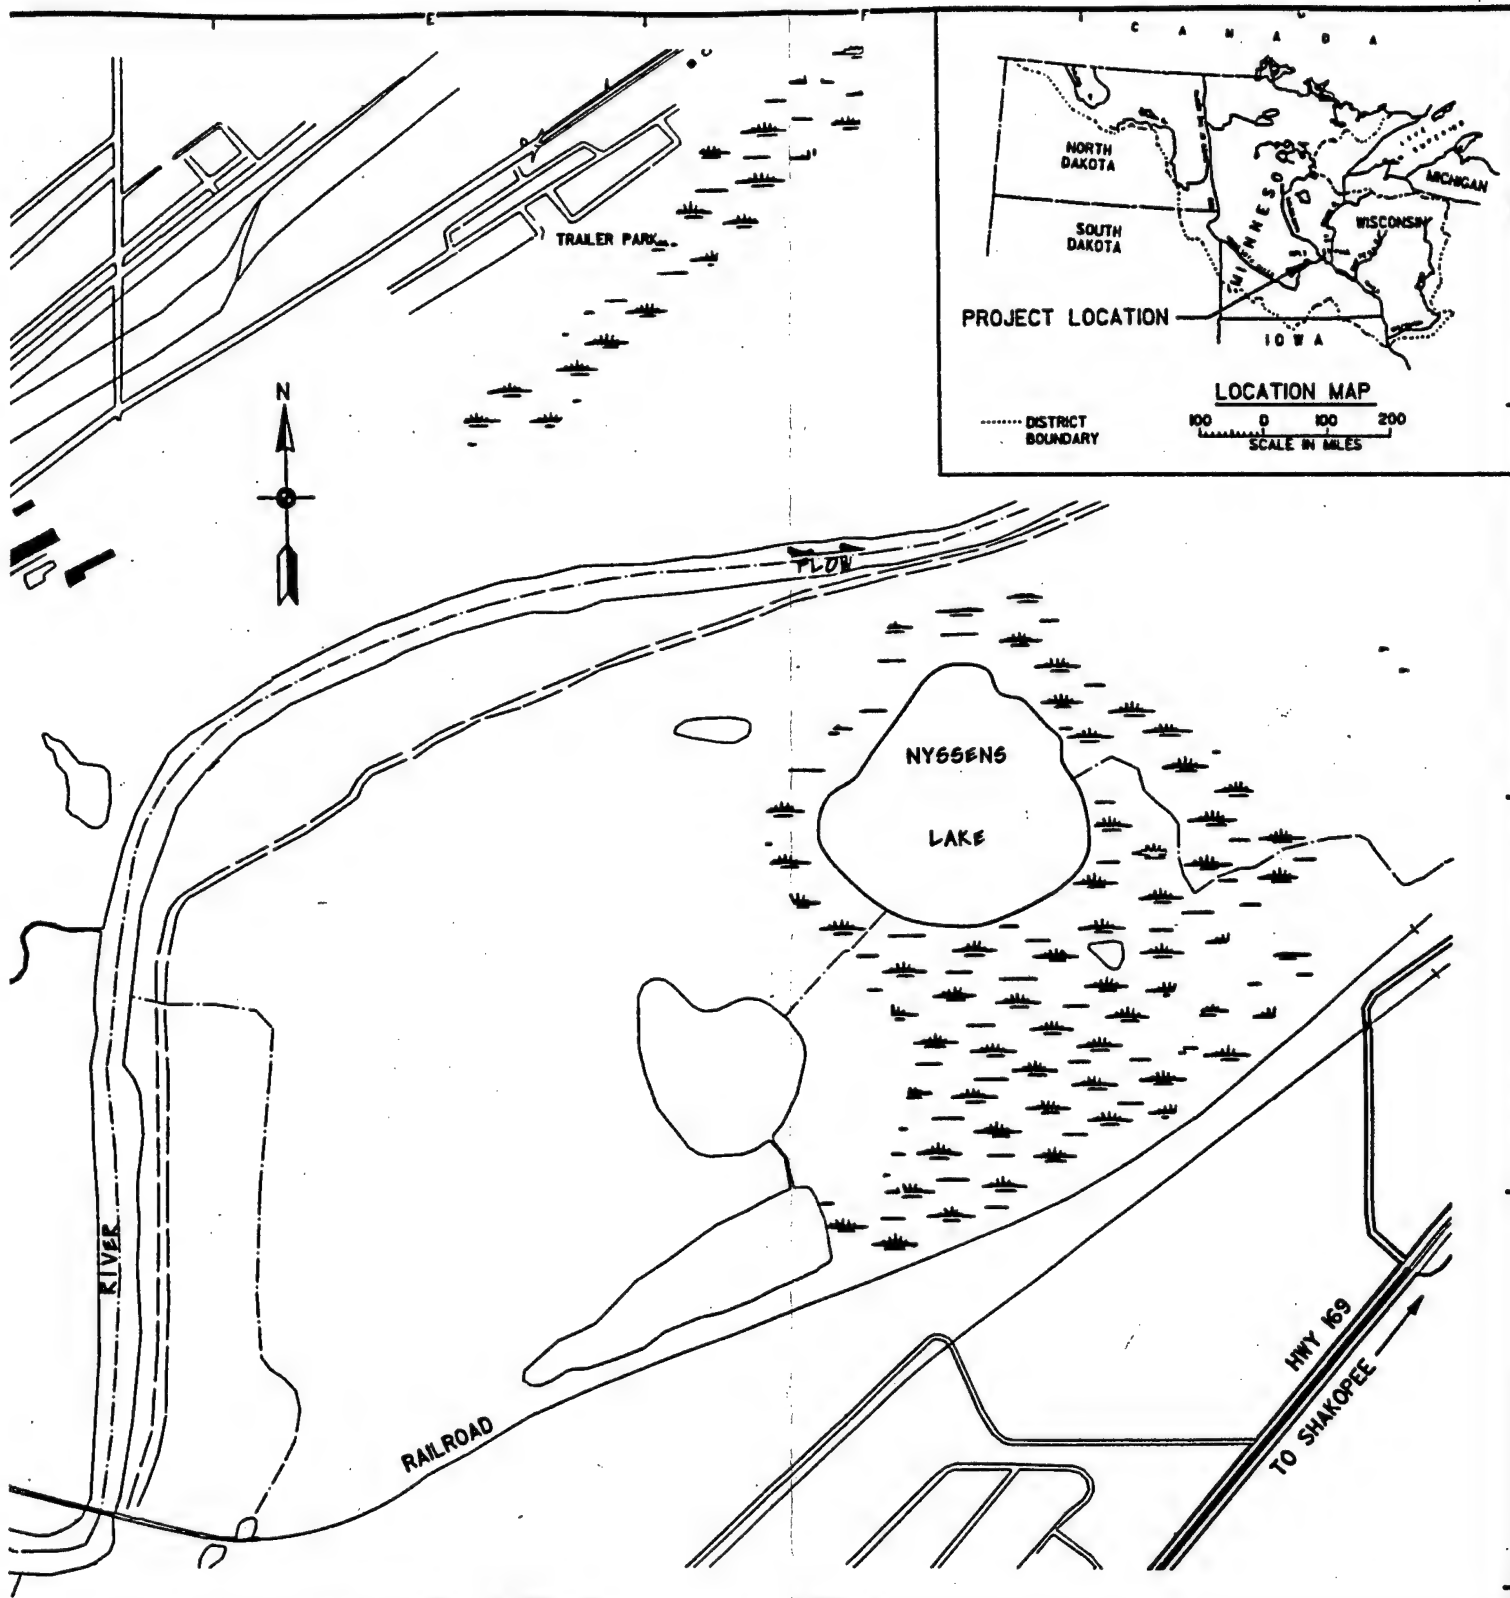 E
F
C A N A D A
NORTH
DAKOTA
SOUTH
DAKOTA
MINNESOTA
WISCONSIN
MICHIGAN
PROJECT LOCATION
IOWA
LOCATION MAP
DISTRICT
BOUNDARY
100 0 100 200
SCALE IN MILES
TRAILER PARK
N
FLOW
NYSSENS
LAKE
RIVER
RAILROAD
HWY 169
TO SHAKOPEE